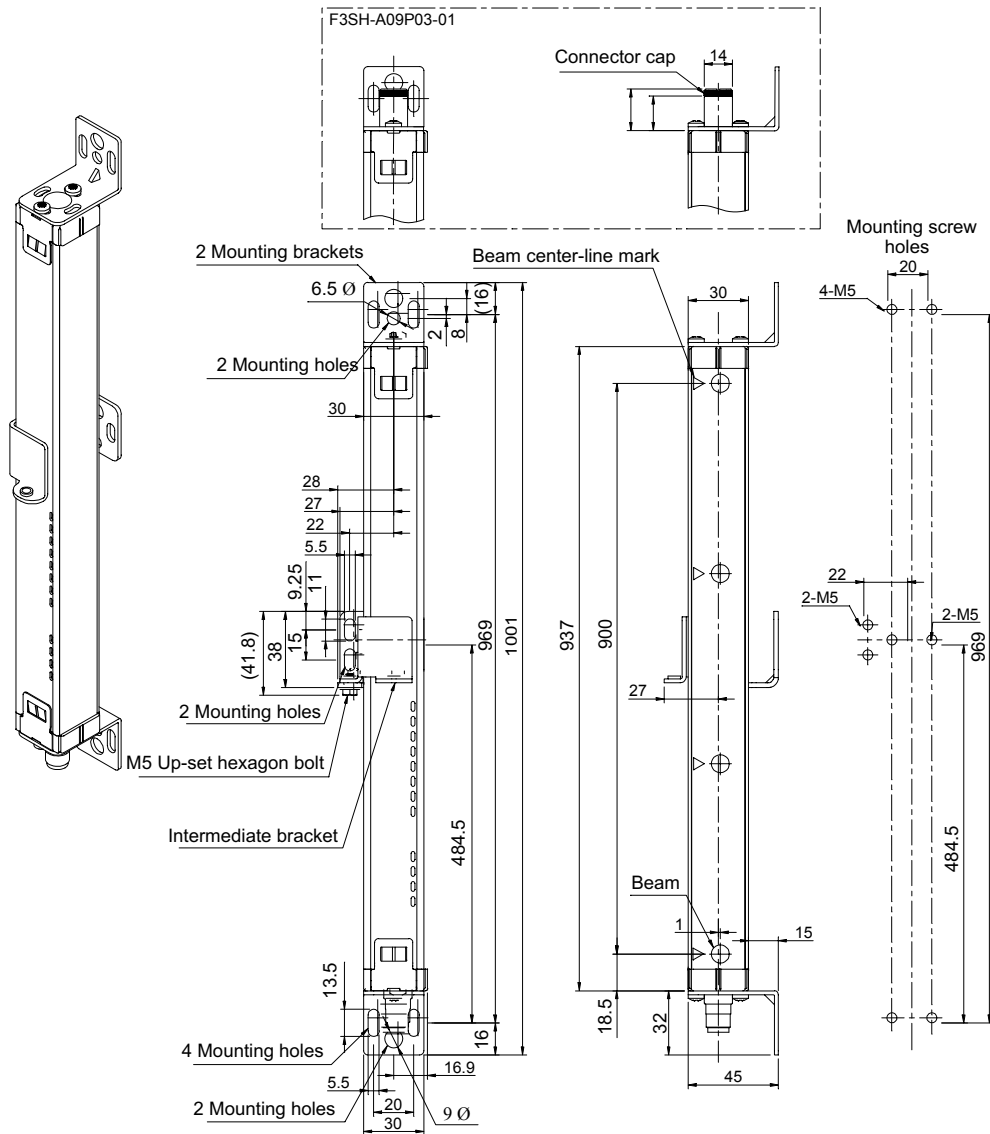 F3SH-A09P03-01
Connector cap
14
Mounting screw
holes
2 Mounting brackets
Beam center-line mark
20
6.5 Ø
(16)
30
4-M5
2
8
2 Mounting holes
30
28
27
22
5.5
9.25
11
22
2-M5
2-M5
(41.8)
38
15
969
1001
937
900
969
27
2 Mounting holes
M5 Up-set hexagon bolt
Intermediate bracket
484.5
484.5
Beam
1
15
13.5
18.5
32
16
4 Mounting holes
16.9
5.5
45
20
2 Mounting holes
9 Ø
30